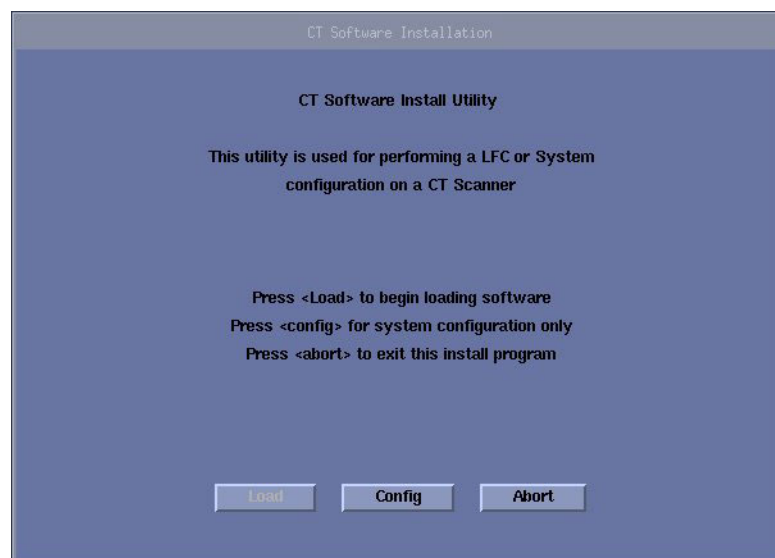 CT Software Installation
CT Software Install Utility
This utility is used for performing a LFC or System
configuration on a CT Scanner
Press <Load> to begin loading software
Press <config> for system configuration only
Press <abort> to exit this install program
Load
Config
Abort